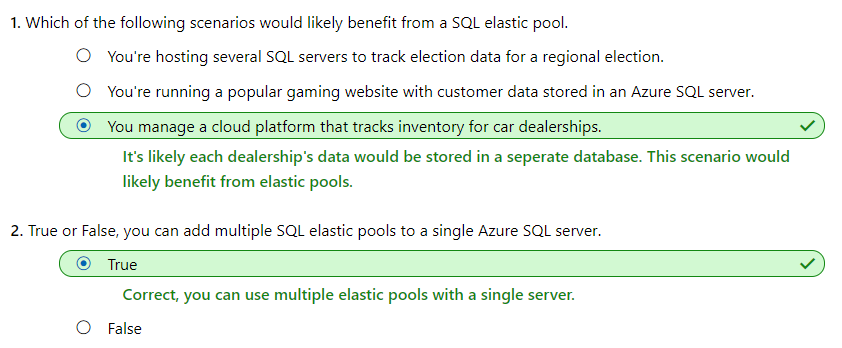 1. Which of the following scenarios would likely benefit from a SQL elastic pool.
You're hosting several SQL servers to track election data for a regional election.
You're running a popular gaming website with customer data stored in an Azure SQL server.
You manage a cloud platform that tracks inventory for car dealerships.
It's likely each dealership's data would be stored in a seperate database. This scenario would
likely benefit from elastic pools.
2. True or False, you can add multiple SQL elastic pools to a single Azure SQL server.
True
Correct, you can use multiple elastic pools with a single server.
False